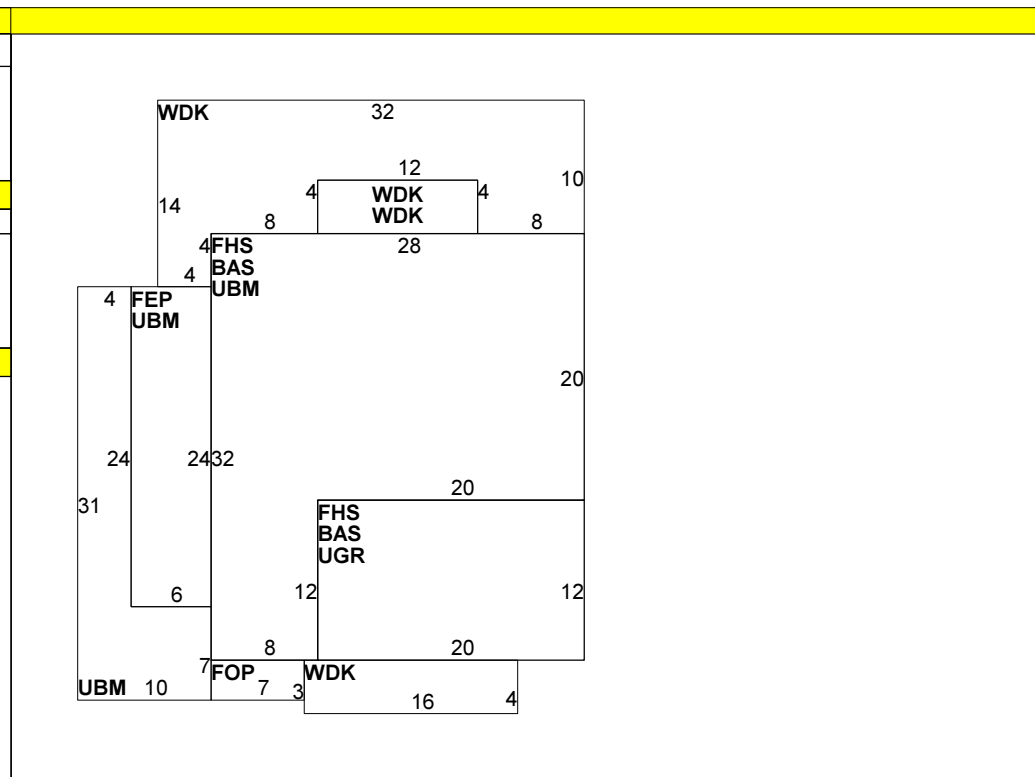 WDK 32
12
4 WDK 4 10
WDK
14
8 8
4 FHS 28
BAS
4
UBM
4 FEP
UBM
20
24 24 32
20
31
FHS
BAS
UGR
12 12
6
8 20
7
FOP WDK
UBM 10 7 3 16 4